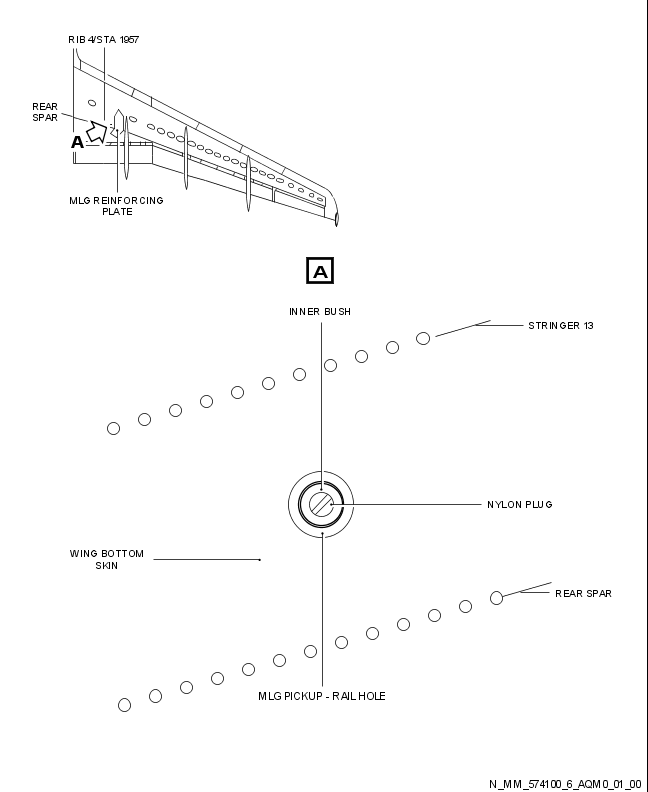 RIB 4/STA 1957
REAR
SPAR
A
MLG REINFORCING
PLATE
A
INNER BUSH
STRINGER 13
NYLON PLUG
WING BOTTOM
SKIN
REAR SPAR
MLG PICKUP - RAIL HOLE
N_MM_574100_6_AQM0_01_00